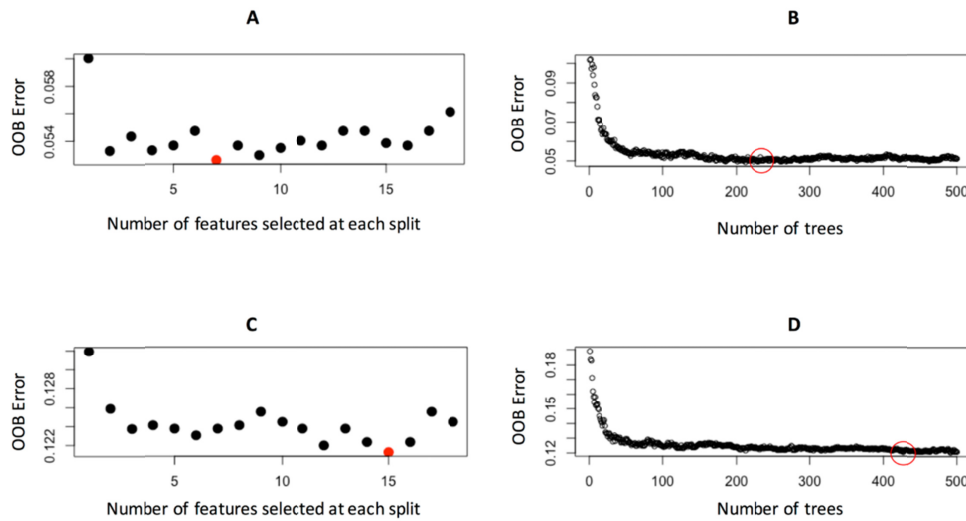 A
OOB Error
0.058
0.054
5
10
15
Number of features selected at each split
B
OOB Error
0.09
0.07
0.05
0
100
200
300
400
500
Number of trees
C
OOB Error
0.128
0.122
5
10
15
Number of features selected at each split
D
OOB Error
0.18
0.15
0.12
0
100
200
300
400
500
Number of trees